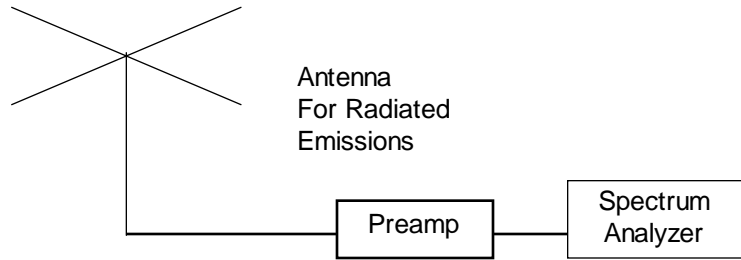 Antenna
For Radiated
Emissions
Preamp
Spectrum
Analyzer